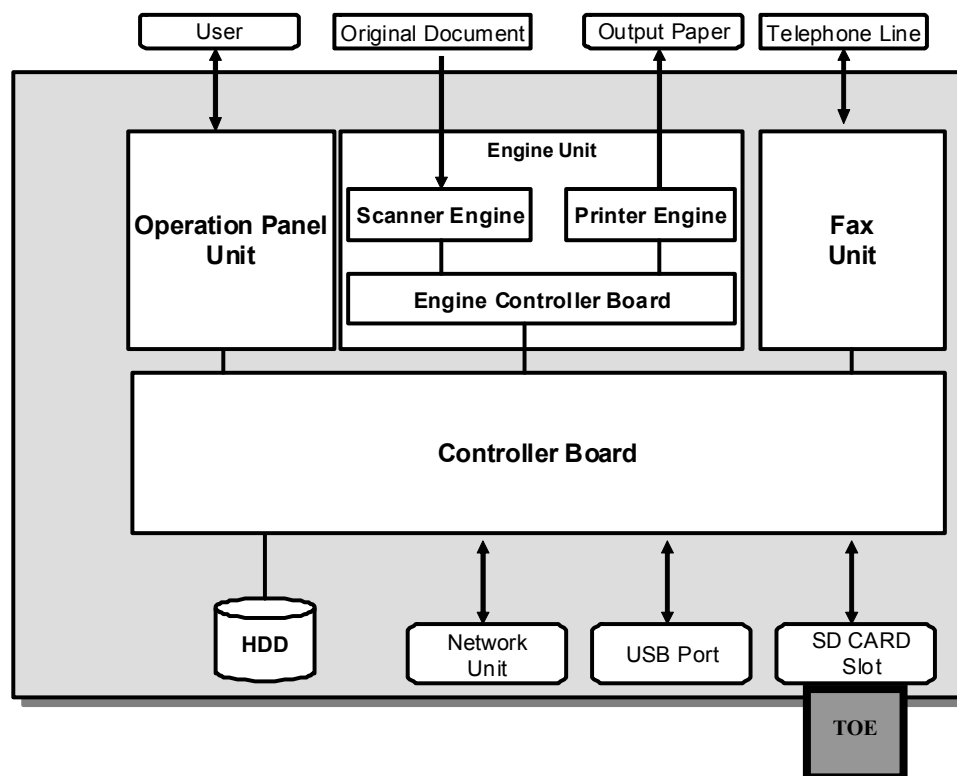 User
Original Document
Output Paper
Telephone Line
Engine Unit
Operation Panel
Unit
Scanner Engine
Printer Engine
Fax
Unit
Engine Controller Board
Controller Board
HDD
Network
Unit
USB Port
SD CARD
Slot
TOE